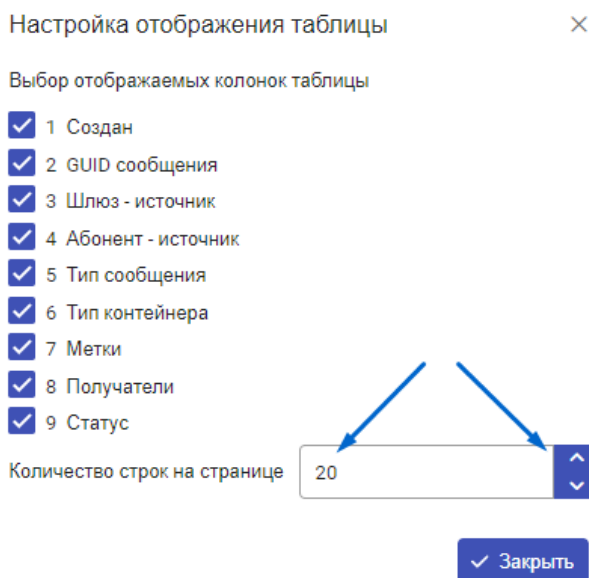 Настройка отображения таблицы
Выбор отображаемых колонок таблицы
1 Создан
2 GUID сообщения
3 Шлюз - источник
4 Абонент - источник
5 Тип сообщения
6 Тип контейнера
7 Метки
8 Получатели
9 Статус
Количество строк на странице 20
Закрыть